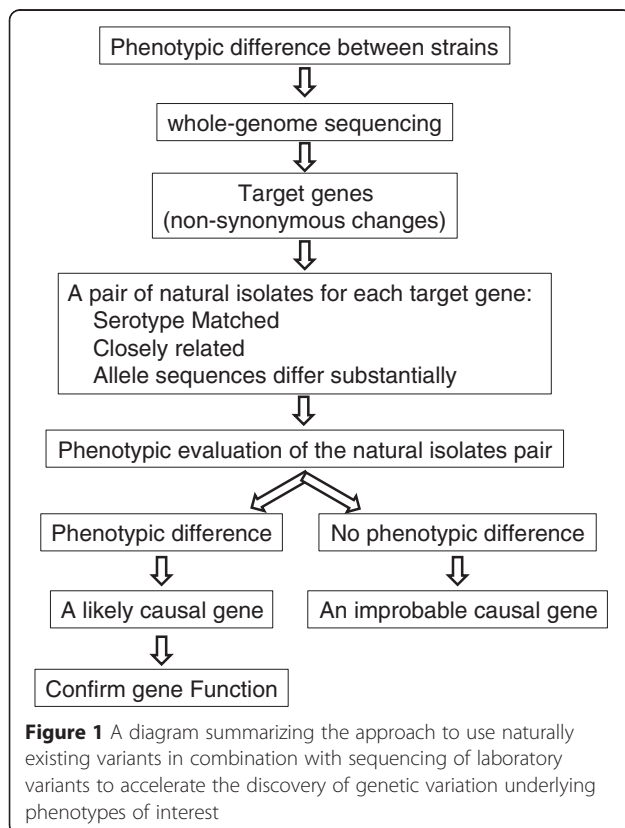 Phenotypic difference between strains
whole-genome sequencing
Target genes
(non-synonymous changes)
A pair of natural isolates for each target gene:
Serotype Matched
Closely related
Allele sequences differ substantially
Phenotypic evaluation of the natural isolates pair
Phenotypic difference
No phenotypic difference
A likely causal gene
An improbable causal gene
Confirm gene Function
Figure 1 A diagram summarizing the approach to use naturally
existing variants in combination with sequencing of laboratory
variants to accelerate the discovery of genetic variation underlying
phenotypes of interest